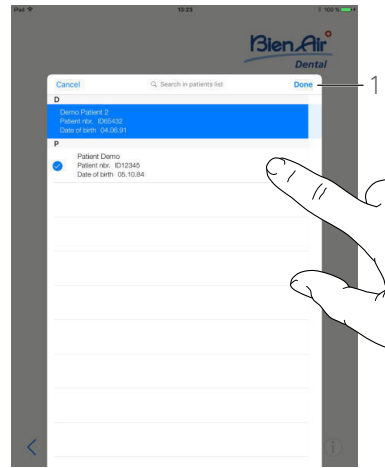 iPad
13:23
100 %
Bien Air
Dental
Cancel
Search in patients list
Done
1
D
Demo Patient 2
Patient nbr. ID65432
Date of birth 04.06.91
P
Patient Demo
Patient nbr. ID12345
Date of birth 05.10.84